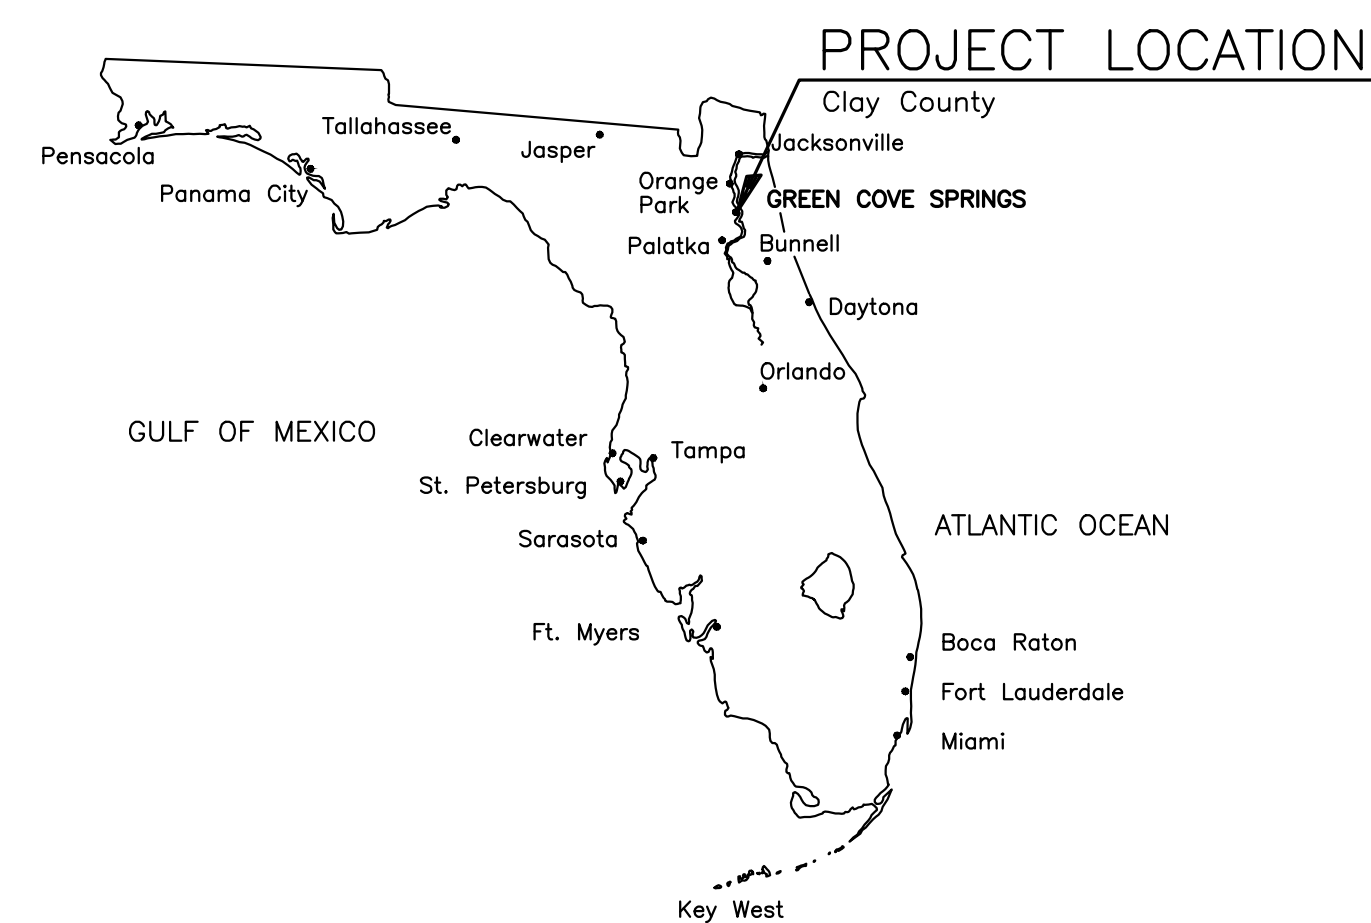 PROJECT LOCATION
Clay County
Tallahassee
Jasper
Jacksonville
Pensacola
Panama City
Orange
Park
GREEN COVE SPRINGS
Palatka
Bunnell
Daytona
Orlando
GULF OF MEXICO
Clearwater
Tampa
St. Petersburg
ATLANTIC OCEAN
Sarasota
Ft. Myers
Boca Raton
Fort Lauderdale
Miami
Key West